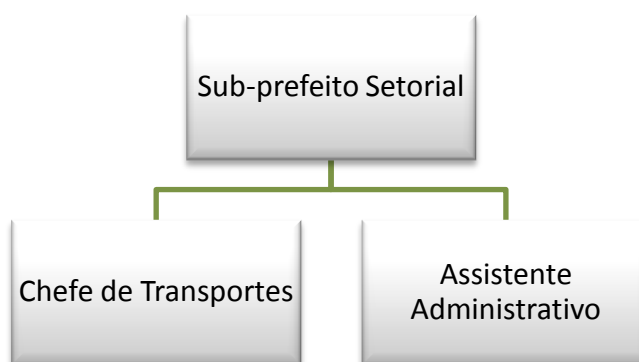 Sub-prefeito Setorial
Chefe de Transportes
Assistente
Administrativo